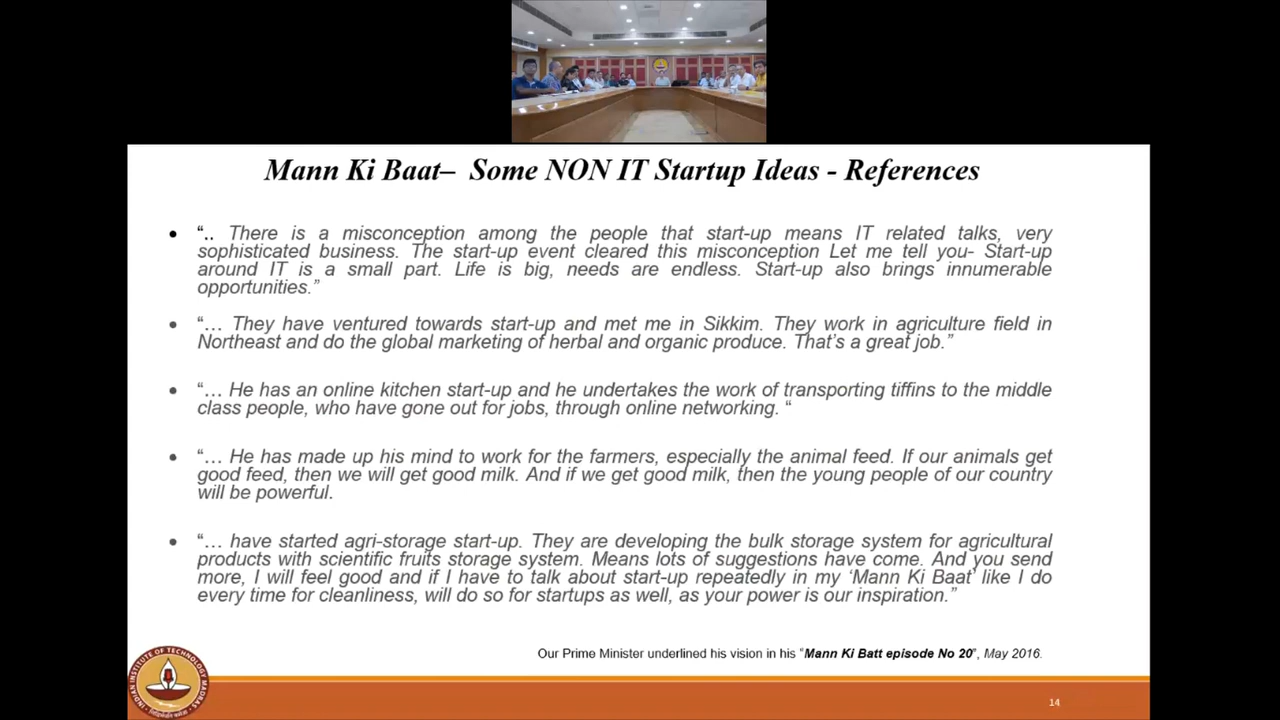 Mann Ki Baat– Some NON IT Startup Ideas - References
• “.. There is a misconception among the people that start-up means IT related talks, very
sophisticated business. The start-up event cleared this misconception Let me tell you- Start-up
around IT is a small part. Life is big, needs are endless. Start-up also brings innumerable
opportunities.”
• “… They have ventured towards start-up and met me in Sikkim. They work in agriculture field in
Northeast and do the global marketing of herbal and organic produce. That’s a great job.”
• “… He has an online kitchen start-up and he undertakes the work of transporting tiffins to the middle
class people, who have gone out for jobs, through online networking. “
• “… He has made up his mind to work for the farmers, especially the animal feed. If our animals get
good feed, then we will get good milk. And if we get good milk, then the young people of our country
will be powerful.
• “… have started agri-storage start-up. They are developing the bulk storage system for agricultural
products with scientific fruits storage system. Means lots of suggestions have come. And you send
more, I will feel good and if I have to talk about start-up repeatedly in my ‘Mann Ki Baat’ like I do
every time for cleanliness, will do so for startups as well, as your power is our inspiration.”
Our Prime Minister underlined his vision in his “Mann Ki Batt episode No 20”, May 2016.
INDIAN INSTITUTE OF TECHNOLOGY MADRAS
14